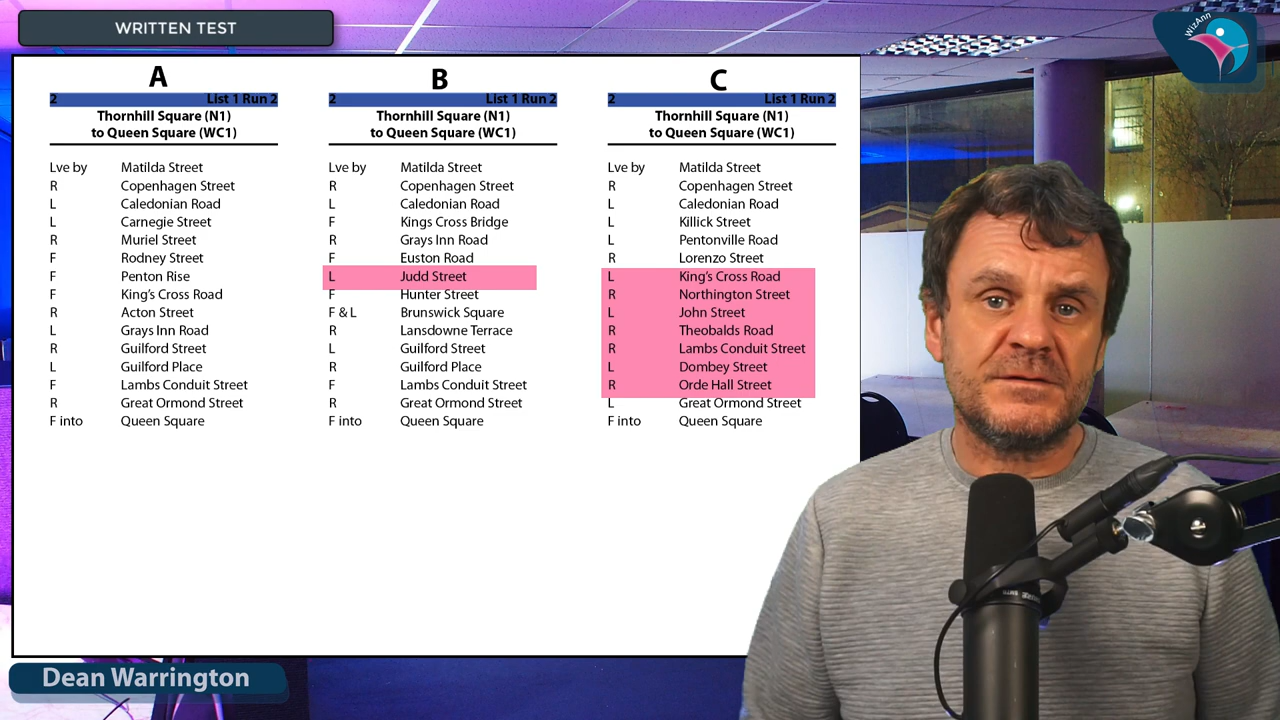 WRITTEN TEST
WizAnn
A
2 List 1 Run 2
Thornhill Square (N1)
to Queen Square (WC1)
Lve by Matilda Street
R Copenhagen Street
L Caledonian Road
L Carnegie Street
R Muriel Street
F Rodney Street
F Penton Rise
F King's Cross Road
R Acton Street
L Grays Inn Road
R Guilford Street
L Guilford Place
F Lambs Conduit Street
R Great Ormond Street
F into Queen Square
B
2 List 1 Run 2
Thornhill Square (N1)
to Queen Square (WC1)
Lve by Matilda Street
R Copenhagen Street
L Caledonian Road
F Kings Cross Bridge
R Grays Inn Road
F Euston Road
L Judd Street
F Hunter Street
F & L Brunswick Square
R Lansdowne Terrace
L Guilford Street
R Guilford Place
F Lambs Conduit Street
R Great Ormond Street
F into Queen Square
C
2 List 1 Run 2
Thornhill Square (N1)
to Queen Square (WC1)
Lve by Matilda Street
R Copenhagen Street
L Caledonian Road
L Killick Street
L Pentonville Road
R Lorenzo Street
L King's Cross Road
R Northington Street
L John Street
R Theobalds Road
R Lambs Conduit Street
L Dombey Street
R Orde Hall Street
L Great Ormond Street
F into Queen Square
Dean Warrington